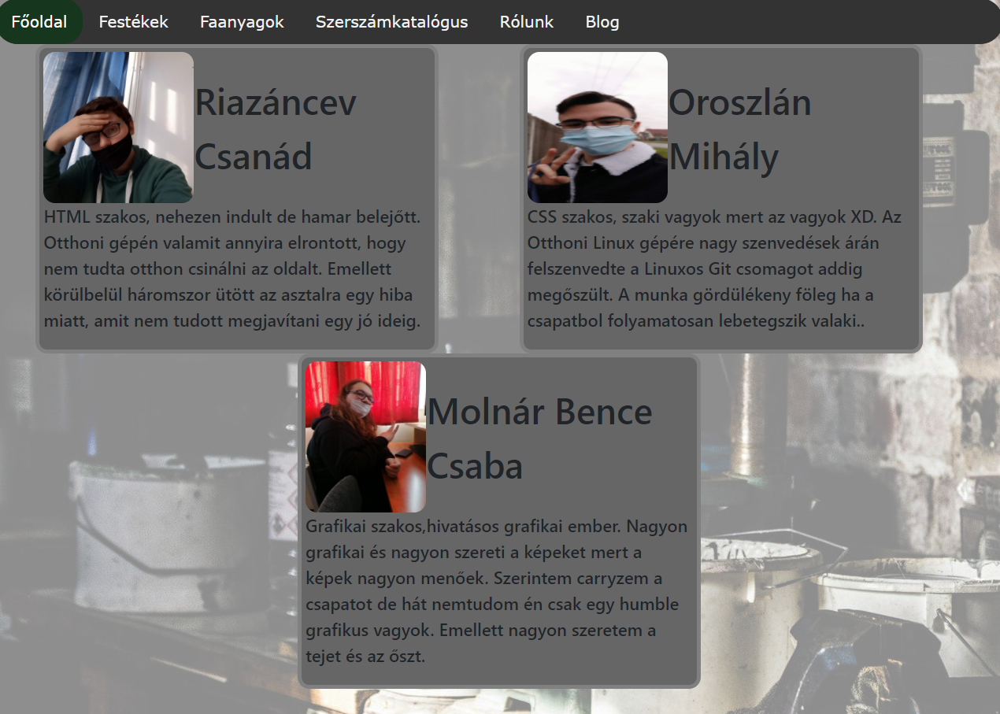 Főoldal Festékek Faanyagok Szerszámkatalógus Rólunk Blog
Riazáncev
Csanád
HTML szakos, nehezen indult de hamar belejőtt.
Otthoni gépén valamit annyira elrontott, hogy
nem tudta otthon csinálni az oldalt. Emellett
körülbelül háromszor ütött az asztalra egy hiba
miatt, amit nem tudott megjavítani egy jó ideig.
Oroszlán
Mihály
CSS szakos, szaki vagyok mert az vagyok XD. Az
Otthoni Linux gépére nagy szenvedések árán
felszenvedte a Linuxos Git csomagot addig
megőszült. A munka gördülékeny föleg ha a
csapatbol folyamatosan lebetegszik valaki..
Molnár Bence
Csaba
Grafikai szakos,hivatásos grafikai ember. Nagyon
grafikai és nagyon szereti a képeket mert a
képek nagyon menőek. Szerintem carryzem a
csapatot de hát nemtudom én csak egy humble
grafikus vagyok. Emellett nagyon szeretem a
tejet és az őszt.